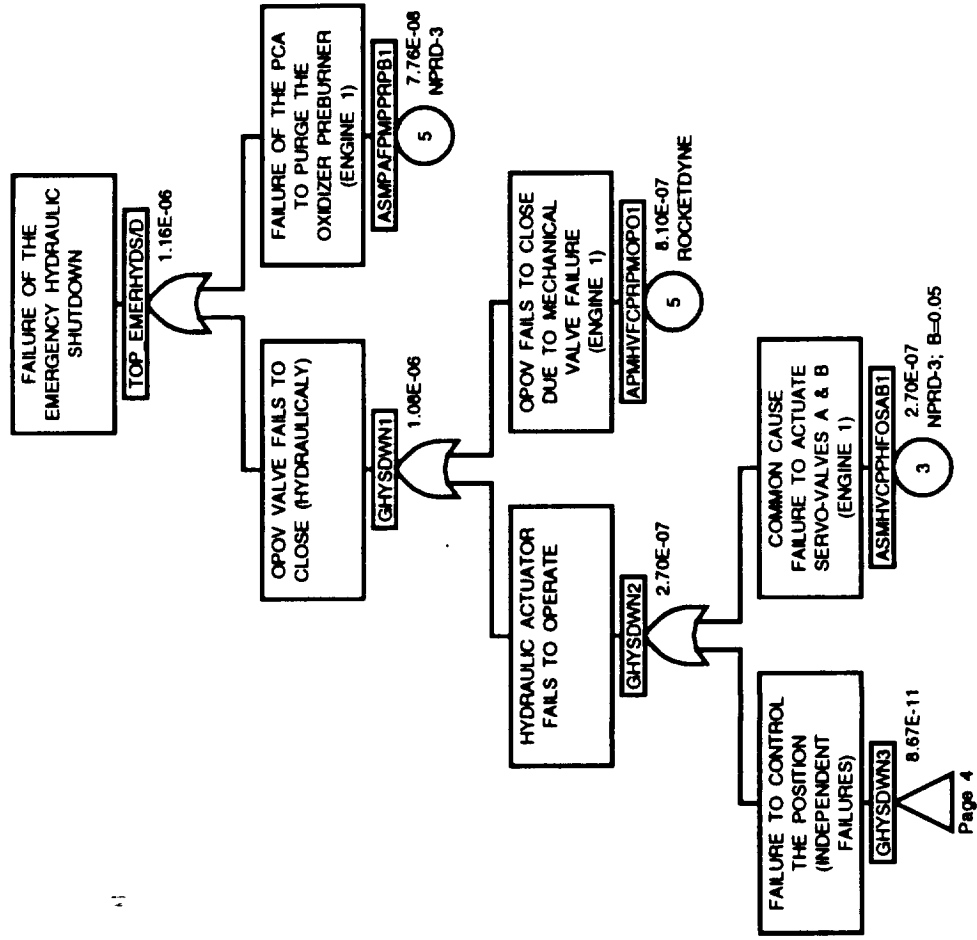 FAILURE OF THE
EMERGENCY HYDRAULIC
SHUTDOWN
TOP_EMERHYDS/D
1.16E-06
OPOV VALVE FAILS TO
CLOSE (HYDRAULICALY)
GHYSDWN1
1.08E-06
FAILURE OF THE PCA
TO PURGE THE
OXIDIZER PREBURNER
(ENGINE 1)
ASMPAFPMPPRPB1
5
7.76E-08
NPRD-3
HYDRAULIC ACTUATOR
FAILS TO OPERATE
GHYSDWN2
2.70E-07
OPOV FAILS TO CLOSE
DUE TO MECHANICAL
VALVE FAILURE
(ENGINE 1)
APMHVFCPRPMOPO1
5
8.10E-07
ROCKETDYNE
FAILURE TO CONTROL
THE POSITION
(INDEPENDENT
FAILURES)
GHYSDWN3
8.67E-11
Page 4
COMMON CAUSE
FAILURE TO ACTUATE
SERVO-VALVES A & B
(ENGINE 1)
ASMHVCPPHFOSAB1
3
2.70E-07
NPRD-3; B=0.05